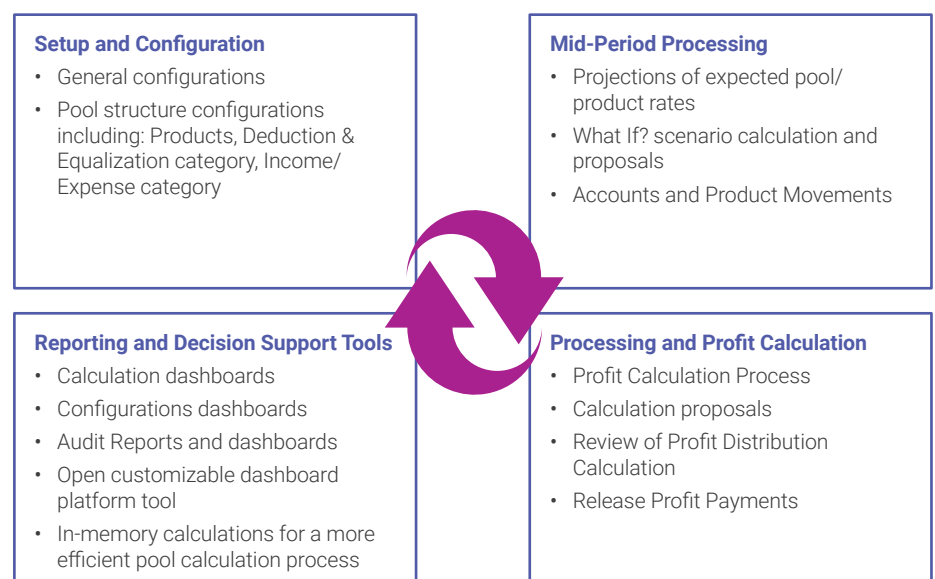 Setup and Configuration
• General configurations
• Pool structure configurations
including: Products, Deduction &
Equalization category, Income/
Expense category
Mid-Period Processing
• Projections of expected pool/
product rates
• What If? scenario calculation and
proposals
• Accounts and Product Movements
Reporting and Decision Support Tools
• Calculation dashboards
• Configurations dashboards
• Audit Reports and dashboards
• Open customizable dashboard
platform tool
• In-memory calculations for a more
efficient pool calculation process
Processing and Profit Calculation
• Profit Calculation Process
• Calculation proposals
• Review of Profit Distribution
Calculation
• Release Profit Payments